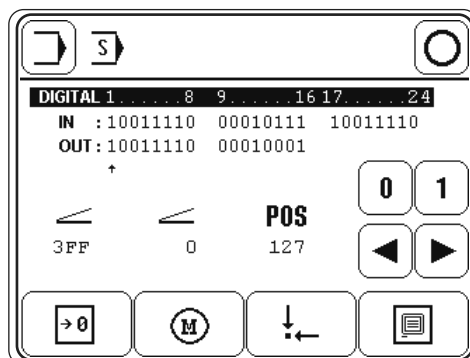 S
DIGITAL 1......8 9......16 17......24
IN :10011110 00010111 10011110
OUT:10011110 00010001
0 1
POS
3FF 0 127
→0 M